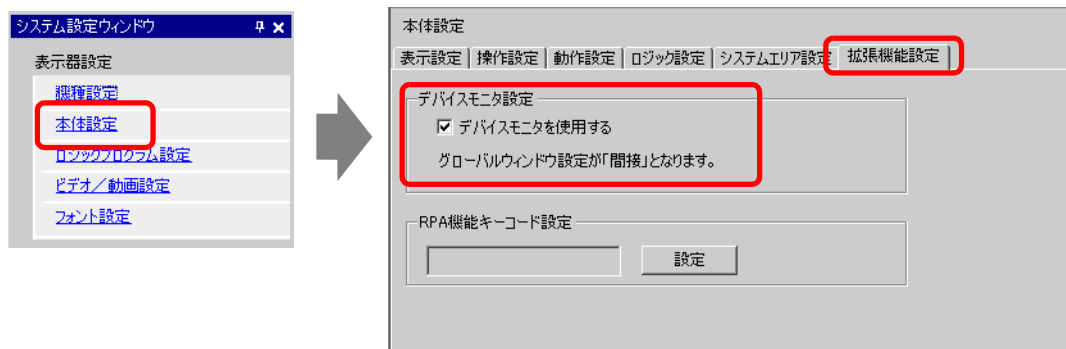 システム設定ウィンドウ
表示器設定
機種設定
本体設定
ロジックプログラム設定
ビデオ／動画設定
フォント設定
本体設定
表示設定 操作設定 動作設定 ロジック設定 システムエリア設定 拡張機能設定
デバイスモニタ設定
デバイスモニタを使用する
グローバルウィンドウ設定が「間接」となります。
RPA機能キーコード設定
設定